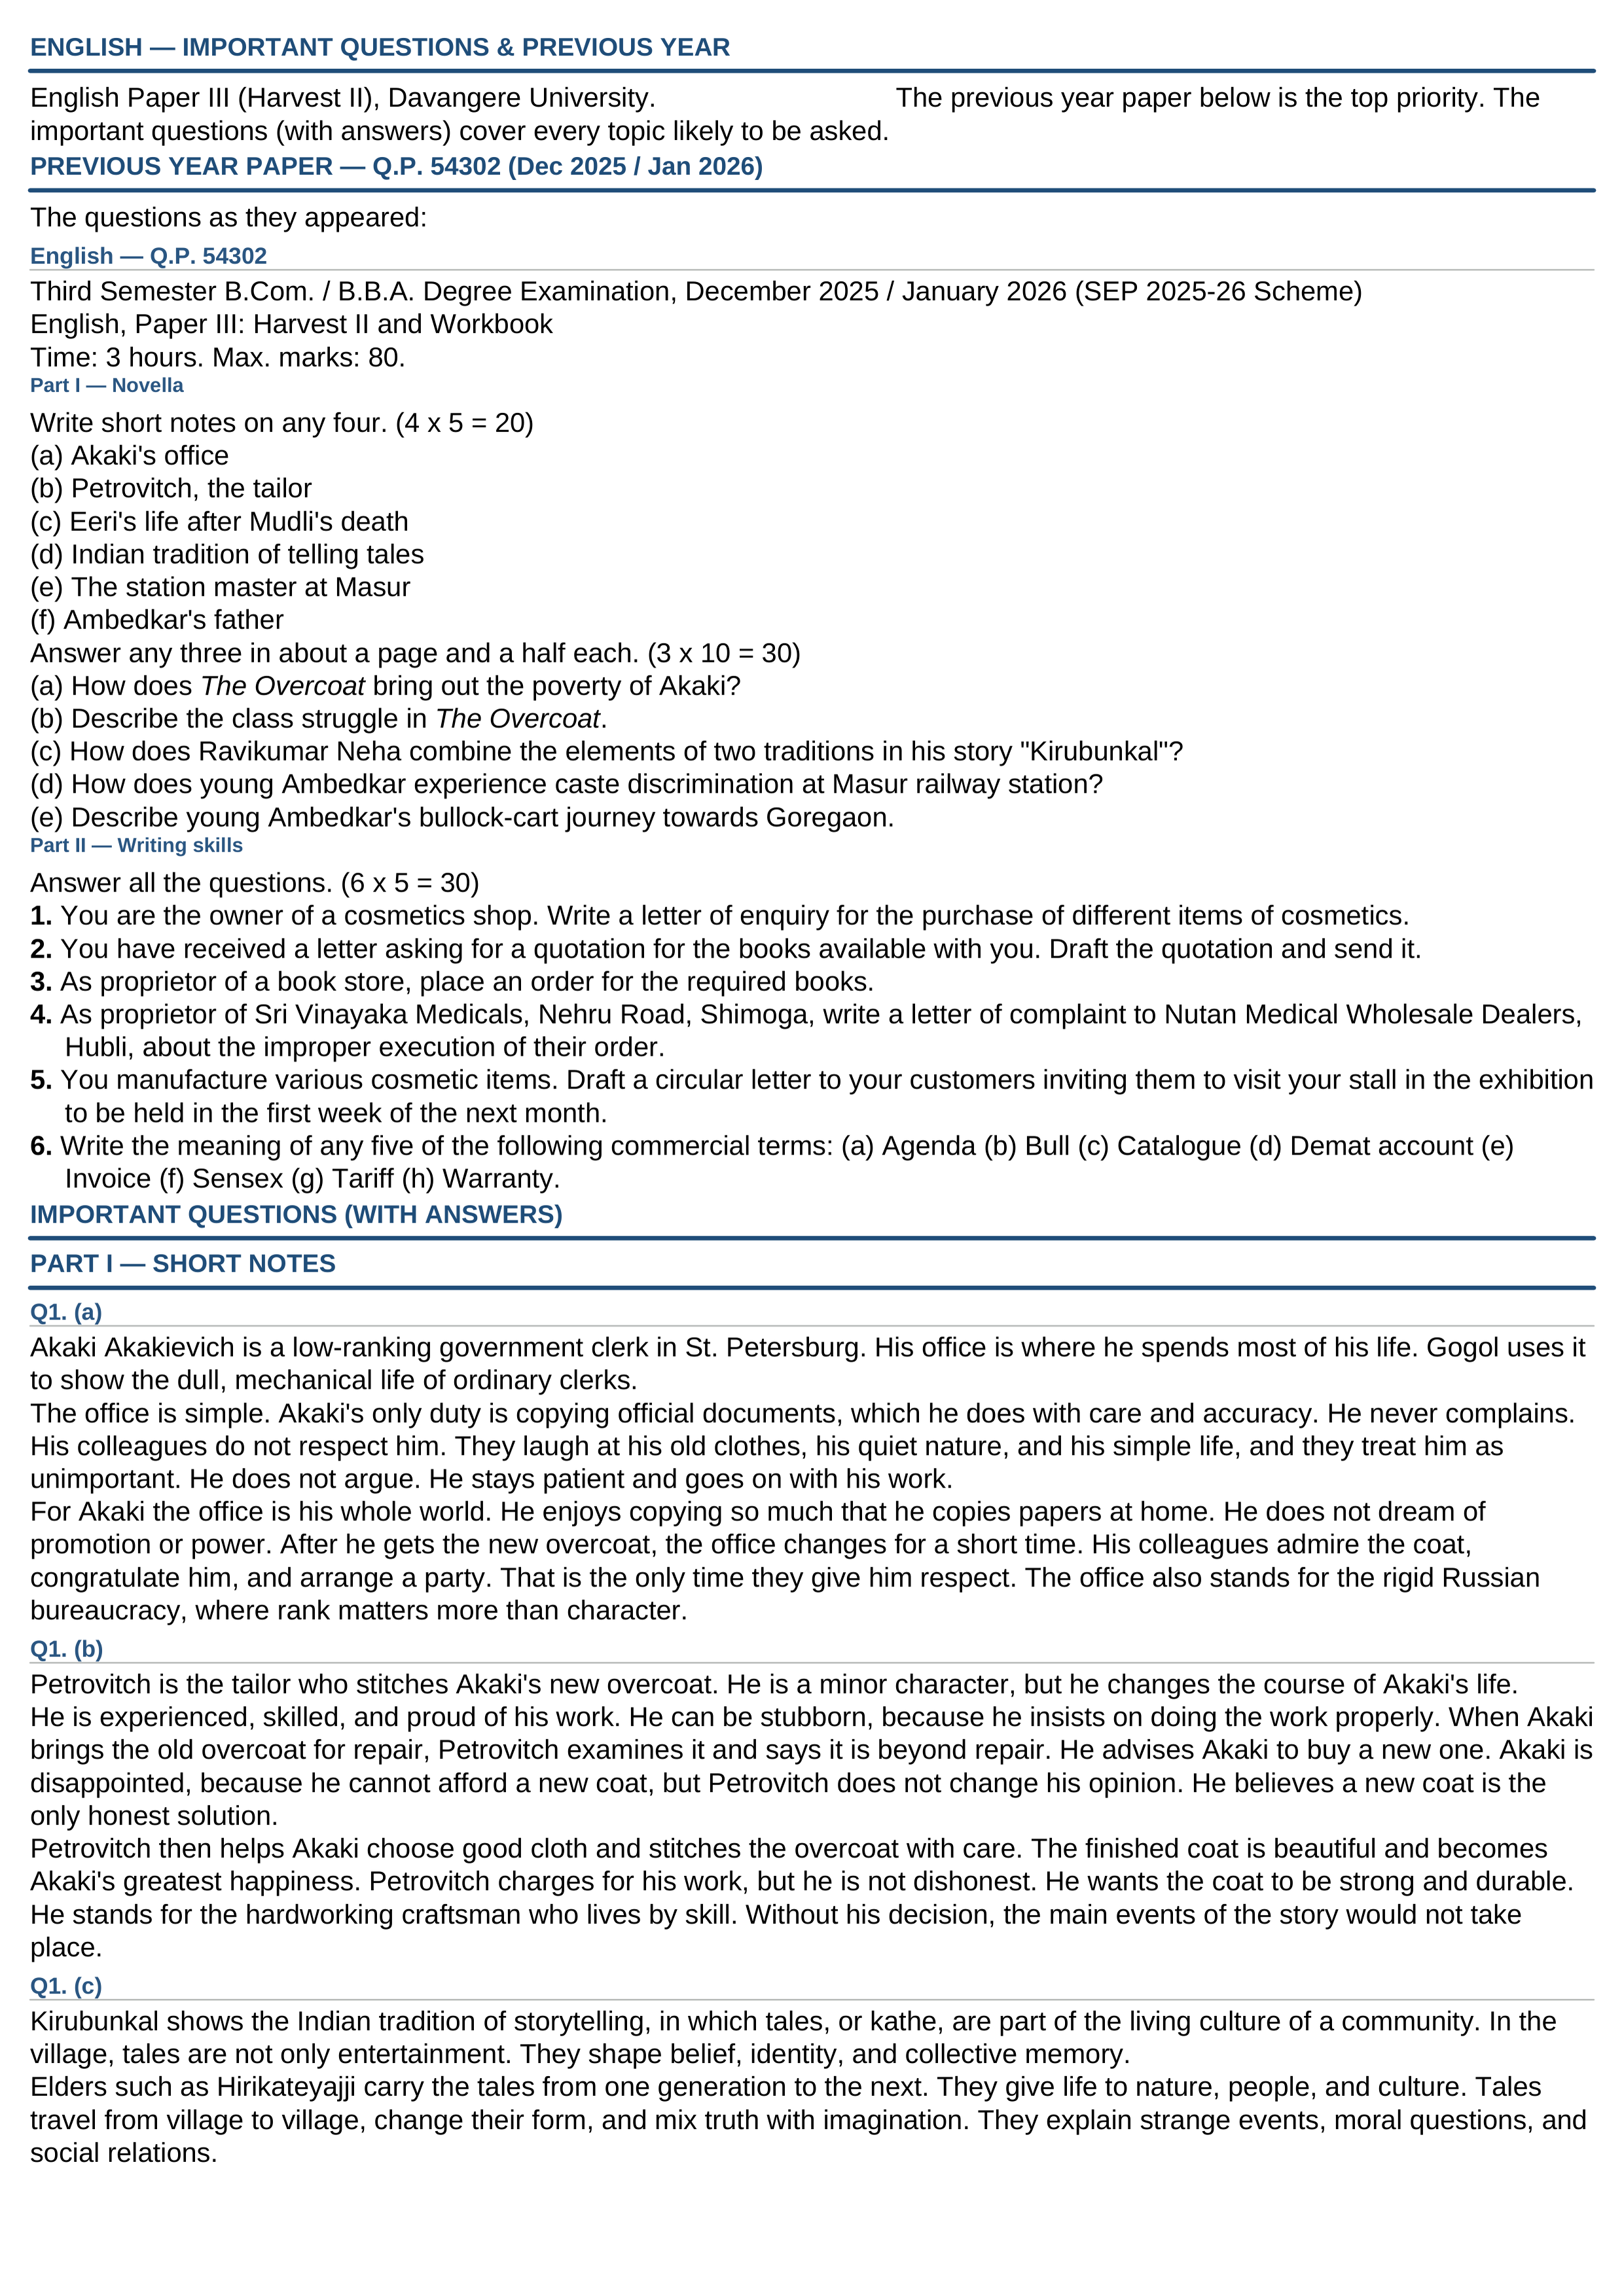 ENGLISH — IMPORTANT QUESTIONS & PREVIOUS YEAR
English Paper III (Harvest II), Davangere University. The previous year paper below is the top priority. The
important questions (with answers) cover every topic likely to be asked.
PREVIOUS YEAR PAPER — Q.P. 54302 (Dec 2025 / Jan 2026)
The questions as they appeared:
English — Q.P. 54302
Third Semester B.Com. / B.B.A. Degree Examination, December 2025 / January 2026 (SEP 2025-26 Scheme)
English, Paper III: Harvest II and Workbook
Time: 3 hours. Max. marks: 80.
Part I — Novella
Write short notes on any four. (4 x 5 = 20)
(a) Akaki's office
(b) Petrovitch, the tailor
(c) Eeri's life after Mudli's death
(d) Indian tradition of telling tales
(e) The station master at Masur
(f) Ambedkar's father
Answer any three in about a page and a half each. (3 x 10 = 30)
(a) How does The Overcoat bring out the poverty of Akaki?
(b) Describe the class struggle in The Overcoat.
(c) How does Ravikumar Neha combine the elements of two traditions in his story "Kirubunkal"?
(d) How does young Ambedkar experience caste discrimination at Masur railway station?
(e) Describe young Ambedkar's bullock-cart journey towards Goregaon.
Part II — Writing skills
Answer all the questions. (6 x 5 = 30)
1. You are the owner of a cosmetics shop. Write a letter of enquiry for the purchase of different items of cosmetics.
2. You have received a letter asking for a quotation for the books available with you. Draft the quotation and send it.
3. As proprietor of a book store, place an order for the required books.
4. As proprietor of Sri Vinayaka Medicals, Nehru Road, Shimoga, write a letter of complaint to Nutan Medical Wholesale Dealers,
Hubli, about the improper execution of their order.
5. You manufacture various cosmetic items. Draft a circular letter to your customers inviting them to visit your stall in the exhibition
to be held in the first week of the next month.
6. Write the meaning of any five of the following commercial terms: (a) Agenda (b) Bull (c) Catalogue (d) Demat account (e)
Invoice (f) Sensex (g) Tariff (h) Warranty.
IMPORTANT QUESTIONS (WITH ANSWERS)
PART I — SHORT NOTES
Q1. (a)
Akaki Akakievich is a low-ranking government clerk in St. Petersburg. His office is where he spends most of his life. Gogol uses it
to show the dull, mechanical life of ordinary clerks.
The office is simple. Akaki's only duty is copying official documents, which he does with care and accuracy. He never complains.
His colleagues do not respect him. They laugh at his old clothes, his quiet nature, and his simple life, and they treat him as
unimportant. He does not argue. He stays patient and goes on with his work.
For Akaki the office is his whole world. He enjoys copying so much that he copies papers at home. He does not dream of
promotion or power. After he gets the new overcoat, the office changes for a short time. His colleagues admire the coat,
congratulate him, and arrange a party. That is the only time they give him respect. The office also stands for the rigid Russian
bureaucracy, where rank matters more than character.
Q1. (b)
Petrovitch is the tailor who stitches Akaki's new overcoat. He is a minor character, but he changes the course of Akaki's life.
He is experienced, skilled, and proud of his work. He can be stubborn, because he insists on doing the work properly. When Akaki
brings the old overcoat for repair, Petrovitch examines it and says it is beyond repair. He advises Akaki to buy a new one. Akaki is
disappointed, because he cannot afford a new coat, but Petrovitch does not change his opinion. He believes a new coat is the
only honest solution.
Petrovitch then helps Akaki choose good cloth and stitches the overcoat with care. The finished coat is beautiful and becomes
Akaki's greatest happiness. Petrovitch charges for his work, but he is not dishonest. He wants the coat to be strong and durable.
He stands for the hardworking craftsman who lives by skill. Without his decision, the main events of the story would not take
place.
Q1. (c)
Kirubunkal shows the Indian tradition of storytelling, in which tales, or kathe, are part of the living culture of a community. In the
village, tales are not only entertainment. They shape belief, identity, and collective memory.
Elders such as Hirikateyajji carry the tales from one generation to the next. They give life to nature, people, and culture. Tales
travel from village to village, change their form, and mix truth with imagination. They explain strange events, moral questions, and
social relations.